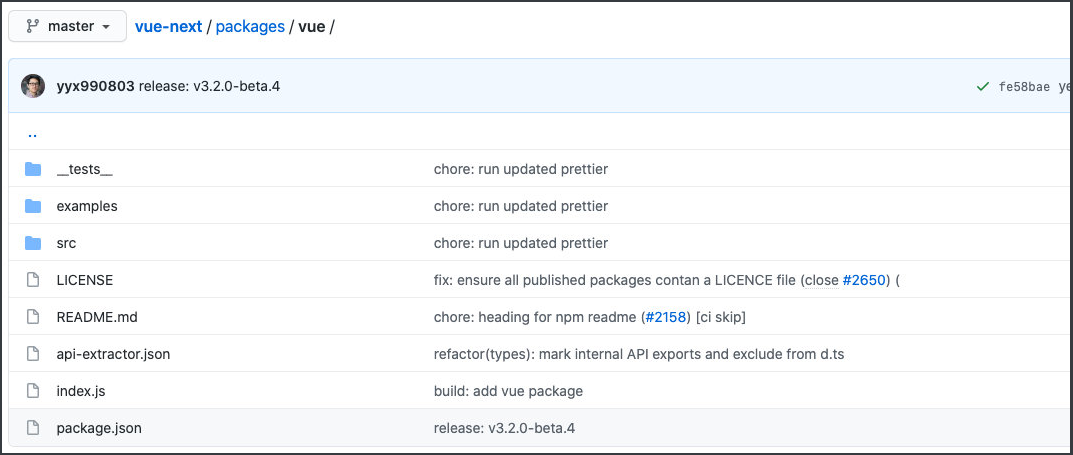 master vue-next / packages / vue /
yyx990803 release: v3.2.0-beta.4 fe58bae ye
..
__tests__ chore: run updated prettier
examples chore: run updated prettier
src chore: run updated prettier
LICENSE fix: ensure all published packages contan a LICENCE file (close #2650) (
README.md chore: heading for npm readme (#2158) [ci skip]
api-extractor.json refactor(types): mark internal API exports and exclude from d.ts
index.js build: add vue package
package.json release: v3.2.0-beta.4